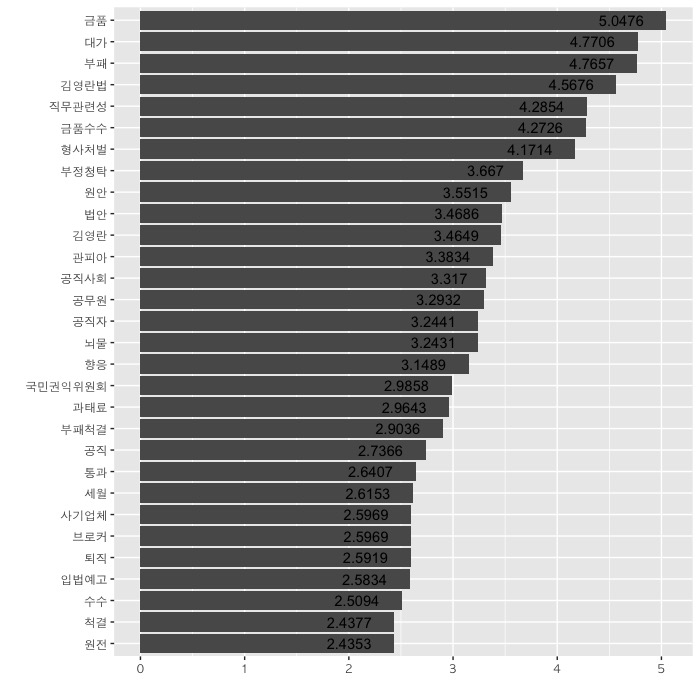 금품 5.0476
대가 4.7706
부패 4.7657
김영란법 4.5676
직무관련성 4.2854
금품수수 4.2726
형사처벌 4.1714
부정청탁 3.667
원안 3.5515
법안 3.4686
김영란 3.4649
관피아 3.3834
공직사회 3.317
공무원 3.2932
공직자 3.2441
뇌물 3.2431
향응 3.1489
국민권익위원회 2.9858
과태료 2.9643
부패척결 2.9036
공직 2.7366
통과 2.6407
세월 2.6153
사기업체 2.5969
브로커 2.5969
퇴직 2.5919
입법예고 2.5834
수수 2.5094
척결 2.4377
원전 2.4353
0 1 2 3 4 5